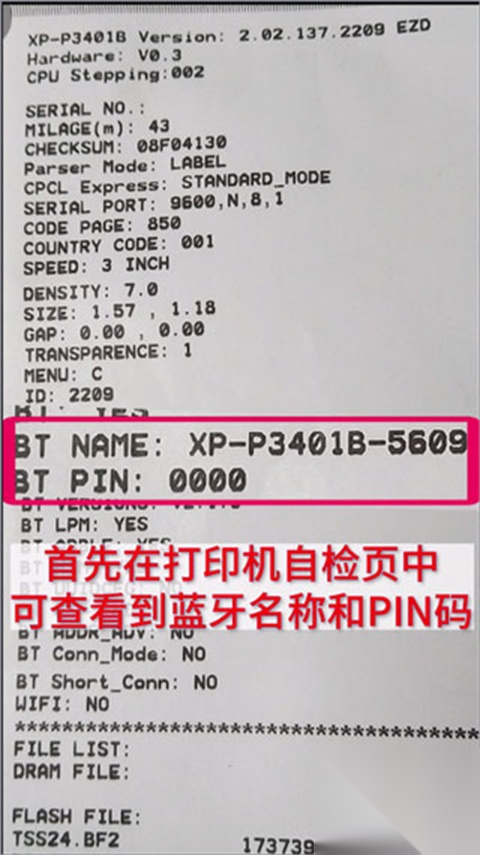 XP-P3401B Version: 2.02.137.2209 EZD
Hardware: V0.3
CPU Stepping:002
SERIAL NO.:
MILAGE(m): 43
CHECKSUM: 08F04130
Parser Mode: LABEL
CPCL Express: STANDARD_MODE
SERIAL PORT: 9600,N,8,1
CODE PAGE: 850
COUNTRY CODE: 001
SPEED: 3 INCH
DENSITY: 7.0
SIZE: 1.57 , 1.18
GAP: 0.00 , 0.00
TRANSPARENCE: 1
MENU: C
ID: 2209
BT: YES
BT NAME: XP-P3401B-5609
BT PIN: 0000
BT LPM: YES
首先在打印机自检页中
可查看到蓝牙名称和PIN码
BT ADDR_ADV: NO
BT Conn_Mode: NO
BT Short_Conn: NO
WIFI: NO
****************************************
FILE LIST:
DRAM FILE:
FLASH FILE:
TSS24.BF2 173739